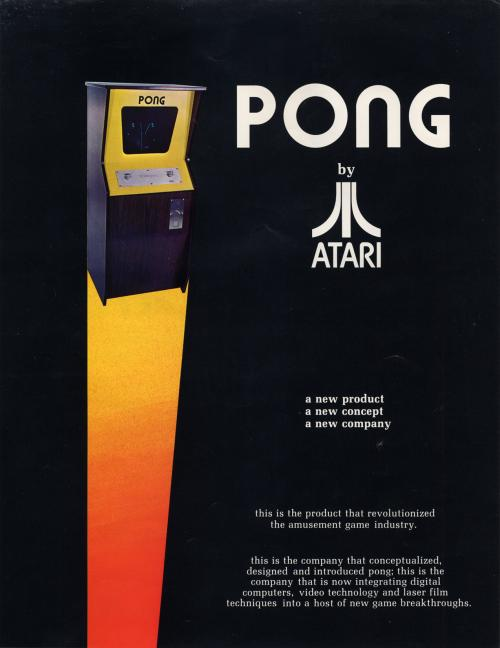 PONG
PONG
by
ATARI
a new product
a new concept
a new company
this is the product that revolutionized
the amusement game industry.
this is the company that conceptualized,
designed and introduced pong; this is the
company that is now integrating digital
computers, video technology and laser film
techniques into a host of new game breakthroughs.